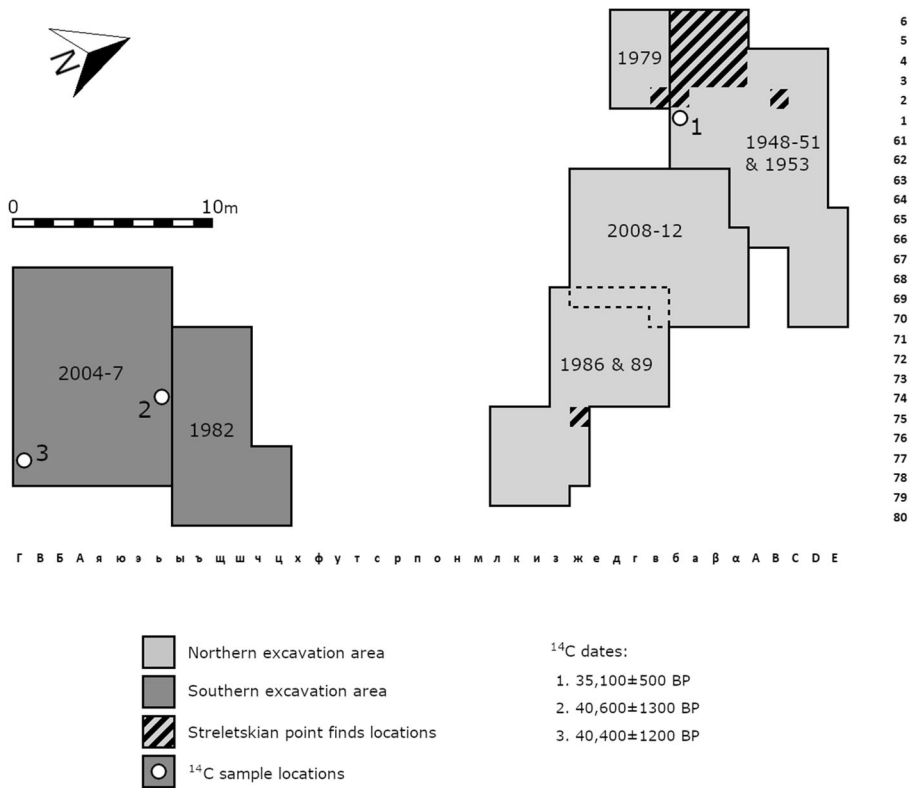 N
0 10m
1979
1948-51
& 1953
1
2008-12
1986 & 89
2004-7
2
1982
3
6
5
4
3
2
1
61
62
63
64
65
66
67
68
69
70
71
72
73
74
75
76
77
78
79
80
Г В Б А я ю э ь ы ъ щ ш ч ц х ф у т с р п о н м л к и з ж е д г в б а β α A B C D E
Northern excavation area
Southern excavation area
Streletskian point finds locations
¹⁴C sample locations
¹⁴C dates:
1. 35,100±500 BP
2. 40,600±1300 BP
3. 40,400±1200 BP